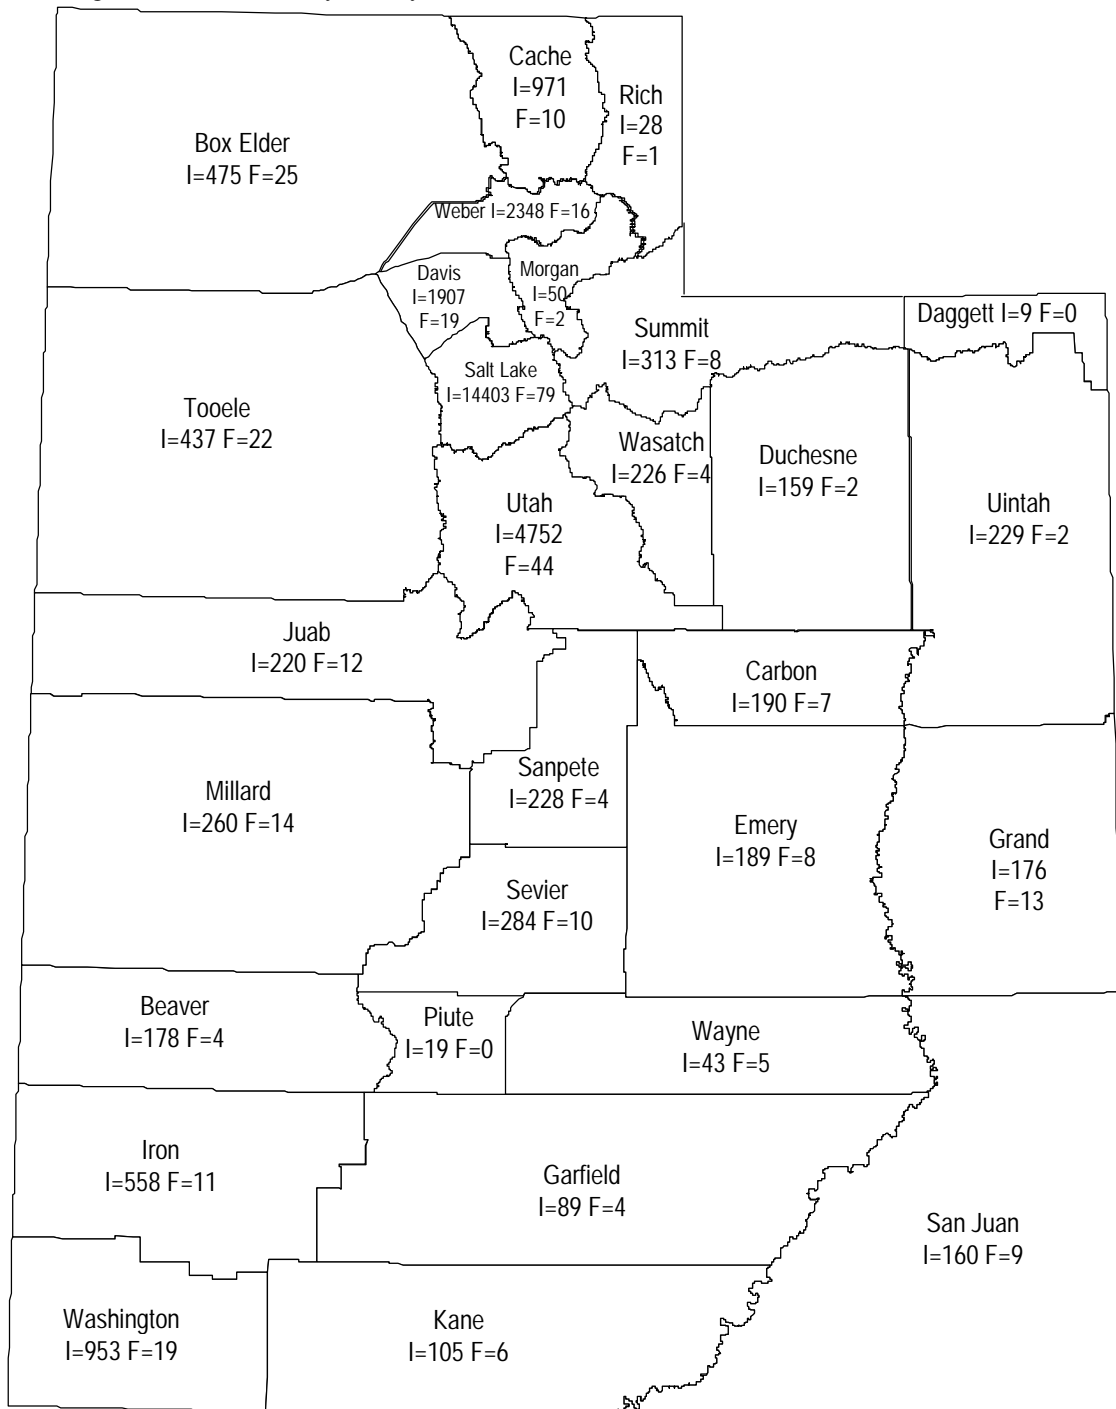 Cache
I=971
F=10
Rich
I=28
F=1
Box Elder
I=475 F=25
Weber I=2348 F=16
Davis
I=1907
F=19
Morgan
I=50
F=2
Summit
I=313 F=8
Daggett I=9 F=0
Salt Lake
I=14403 F=79
Tooele
I=437 F=22
Wasatch
I=226 F=4
Duchesne
I=159 F=2
Uintah
I=229 F=2
Utah
I=4752
F=44
Juab
I=220 F=12
Carbon
I=190 F=7
Sanpete
I=228 F=4
Millard
I=260 F=14
Emery
I=189 F=8
Grand
I=176
F=13
Sevier
I=284 F=10
Beaver
I=178 F=4
Piute
I=19 F=0
Wayne
I=43 F=5
Iron
I=558 F=11
Garfield
I=89 F=4
San Juan
I=160 F=9
Washington
I=953 F=19
Kane
I=105 F=6